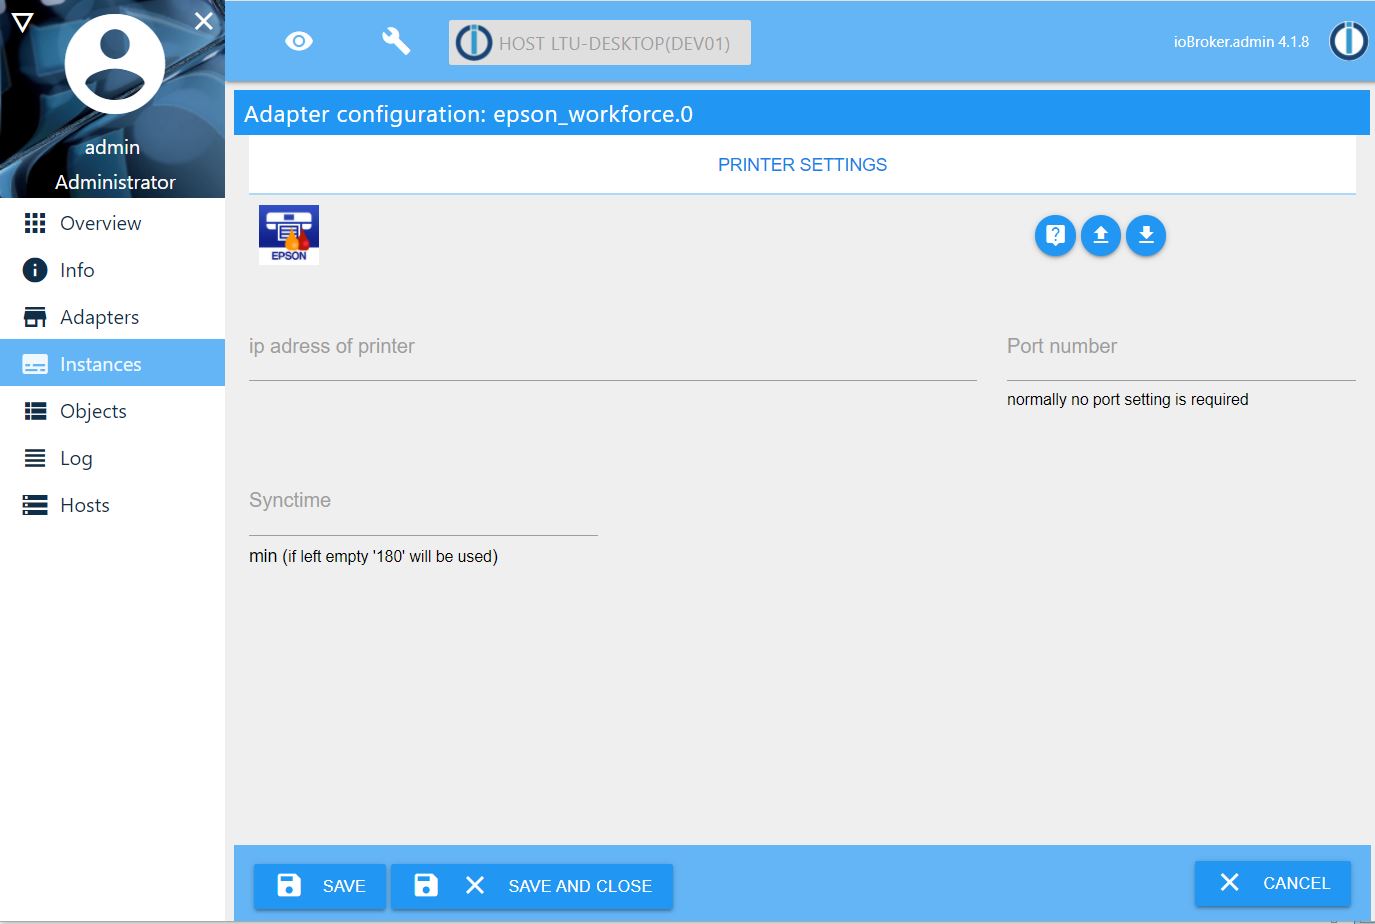 HOST LTU-DESKTOP(DEV01)
ioBroker.admin 4.1.8
admin
Administrator
Overview
Info
Adapters
Instances
Objects
Log
Hosts
Adapter configuration: epson_workforce.0
PRINTER SETTINGS
EPSON
ip adress of printer
Port number
normally no port setting is required
Synctime
min (if left empty '180' will be used)
SAVE
SAVE AND CLOSE
CANCEL